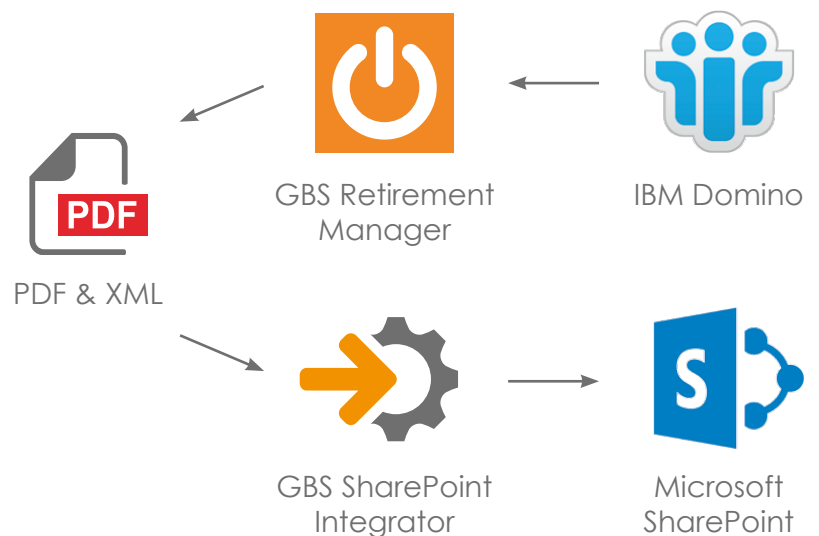 GBS Retirement
Manager
IBM Domino
PDF
PDF & XML
S
GBS SharePoint
Integrator
Microsoft
SharePoint